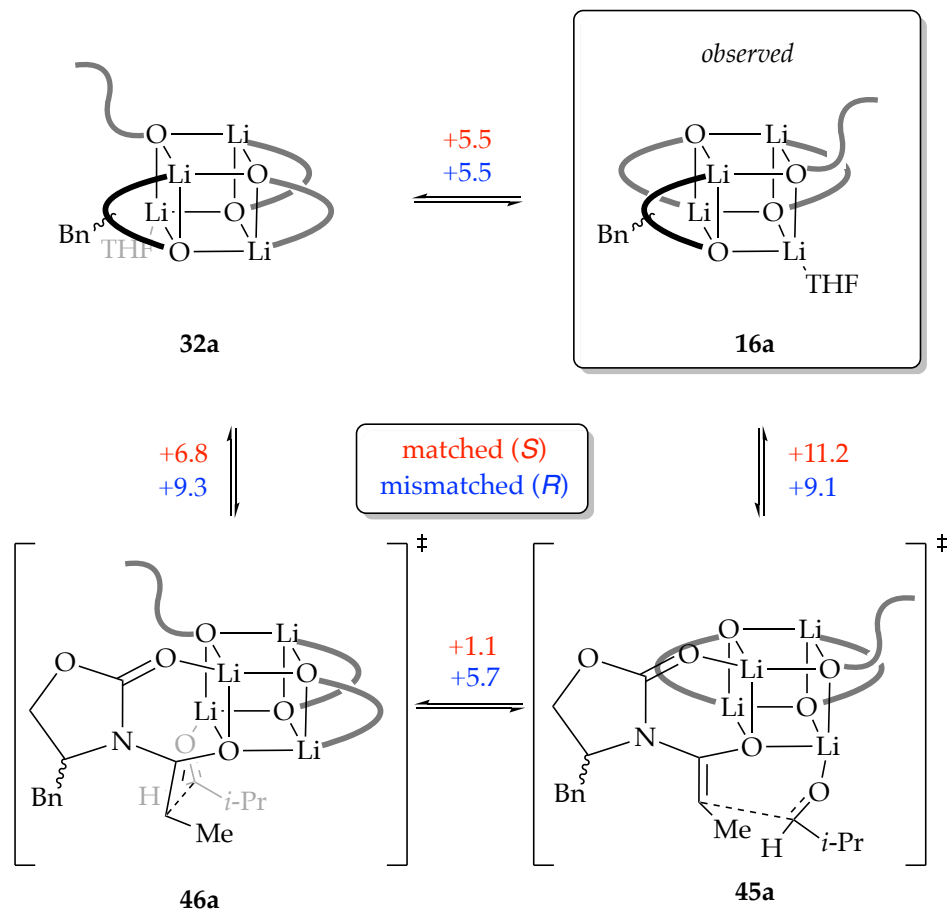 observed
O
Li
Li
O
Li
O
Bn
THF
O
Li
32a
+5.5
+5.5
O
Li
Li
O
Li
O
Bn
O
Li
THF
16a
+6.8
+9.3
matched (S)
mismatched (R)
+11.2
+9.1
‡
O
O
N
Bn
O
Li
Li
O
Li
O
O
Li
O
H
i-Pr
Me
46a
+1.1
+5.7
‡
O
O
N
Bn
O
Li
Li
O
Li
O
O
Li
O
Me
H
i-Pr
45a